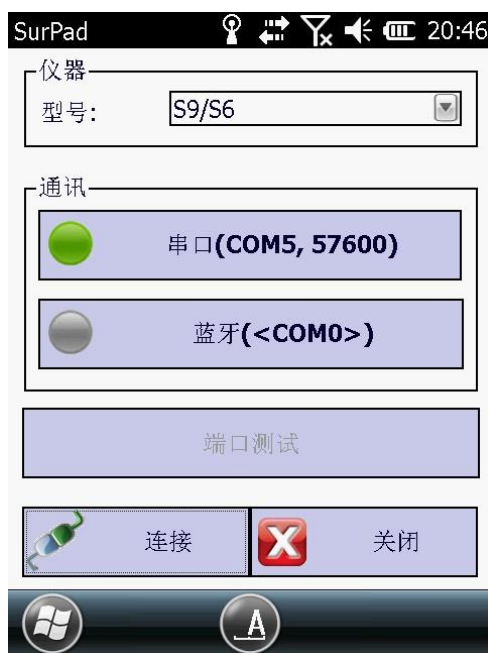 SurPad 20:46
仪器
型号: S9/S6
通讯
串口(COM5, 57600)
蓝牙(<COM0>)
端口测试
连接 关闭
A